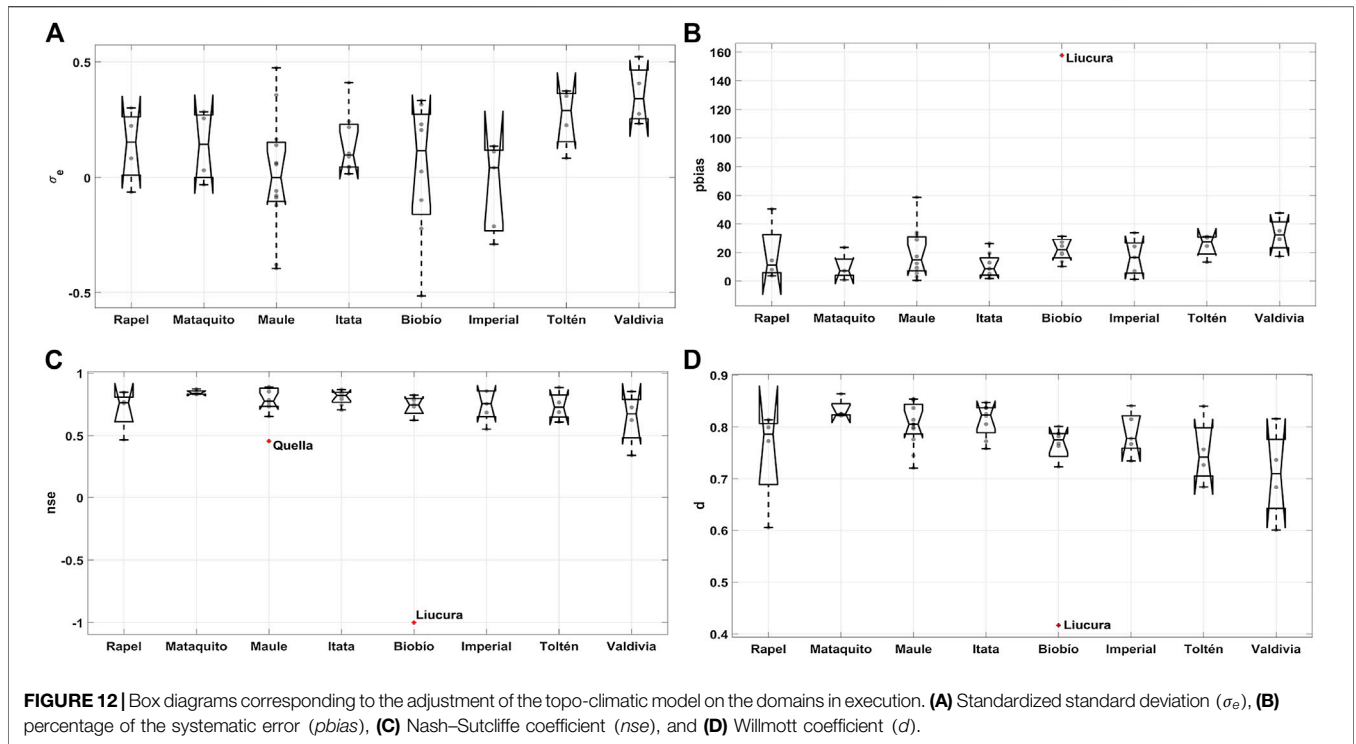 A
0.5
0
-0.5
σe
Rapel Mataquito Maule Itata Biobío Imperial Toltén Valdivia
B
160
140
120
100
80
60
40
20
0
pbias
Liucura
Rapel Mataquito Maule Itata Biobío Imperial Toltén Valdivia
C
1
0.5
0
-0.5
-1
nse
Quella
Liucura
Rapel Mataquito Maule Itata Biobío Imperial Toltén Valdivia
D
0.9
0.8
0.7
0.6
0.5
0.4
d
Liucura
Rapel Mataquito Maule Itata Biobío Imperial Toltén Valdivia
FIGURE 12 | Box diagrams corresponding to the adjustment of the topo-climatic model on the domains in execution. (A) Standardized standard deviation (σe), (B)
percentage of the systematic error (pbias), (C) Nash–Sutcliffe coefficient (nse), and (D) Willmott coefficient (d).